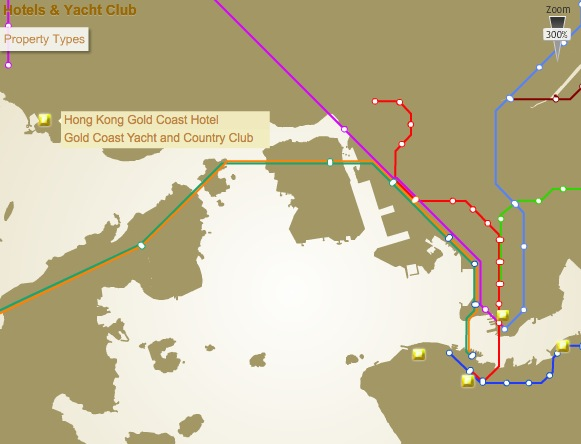 Hotels & Yacht Club
Property Types
Zoom
300%
Hong Kong Gold Coast Hotel
Gold Coast Yacht and Country Club